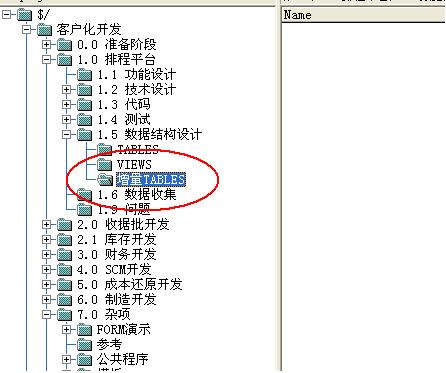 Name
$/
客户化开发
0.0 准备阶段
1.0 排程平台
1.1 功能设计
1.2 技术设计
1.3 代码
1.4 测试
1.5 数据结构设计
TABLES
VIEWS
增量TABLES
1.6 数据收集
1.9 问题
2.0 收据批开发
2.1 库存开发
3.0 财务开发
4.0 SCM开发
5.0 成本还原开发
6.0 制造开发
7.0 杂项
FORM演示
参考
公共程序